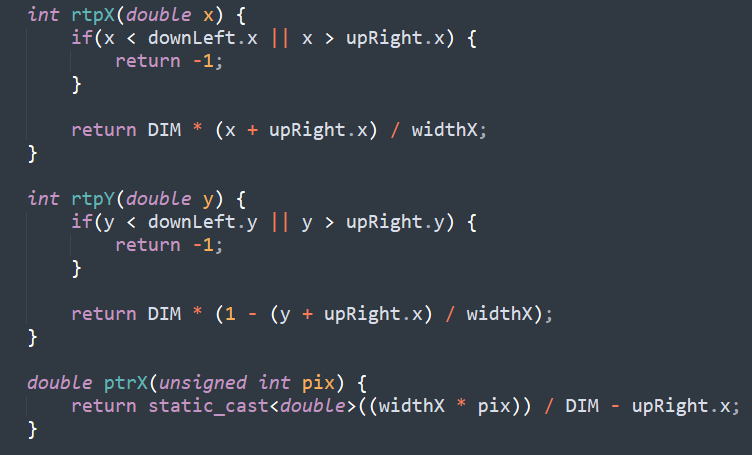 int rtpX(double x) {
    if(x < downLeft.x || x > upRight.x) {
        return -1;
    }

    return DIM * (x + upRight.x) / widthX;
}

int rtpY(double y) {
    if(y < downLeft.y || y > upRight.y) {
        return -1;
    }

    return DIM * (1 - (y + upRight.x) / widthX);
}

double ptrX(unsigned int pix) {
    return static_cast<double>((widthX * pix)) / DIM - upRight.x;
}